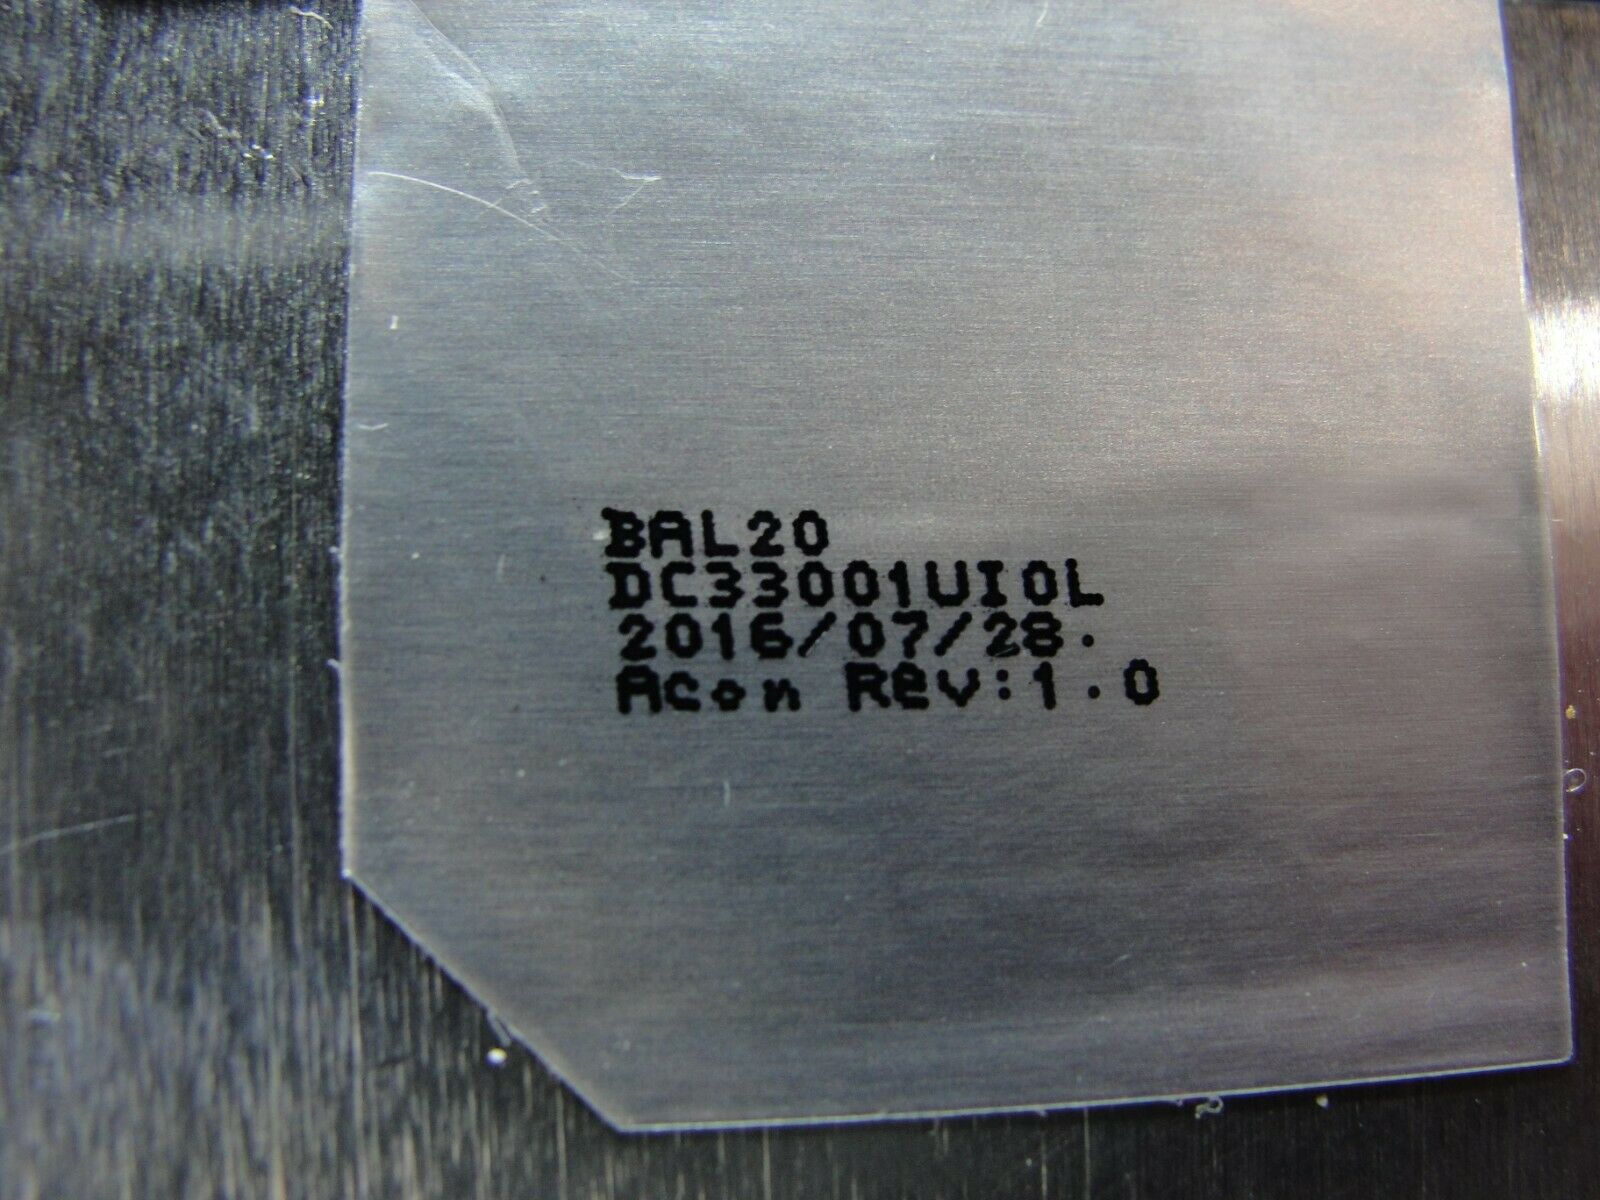 BAL20
DC33001UI0L
2016/07/28.
Acon Rev:1.0